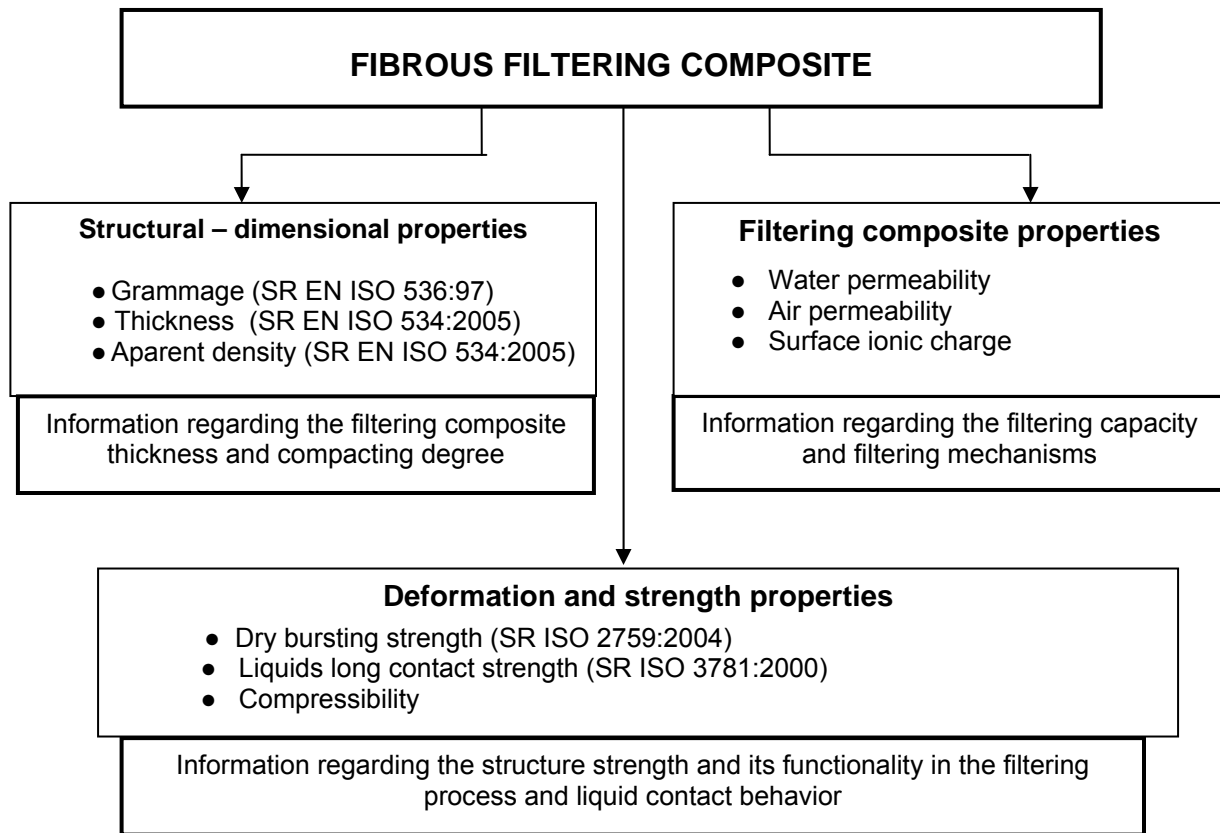 FIBROUS FILTERING COMPOSITE
Structural – dimensional properties
● Grammage (SR EN ISO 536:97)
● Thickness (SR EN ISO 534:2005)
● Aparent density (SR EN ISO 534:2005)
Information regarding the filtering composite
thickness and compacting degree
Filtering composite properties
● Water permeability
● Air permeability
● Surface ionic charge
Information regarding the filtering capacity
and filtering mechanisms
Deformation and strength properties
● Dry bursting strength (SR ISO 2759:2004)
● Liquids long contact strength (SR ISO 3781:2000)
● Compressibility
Information regarding the structure strength and its functionality in the filtering
process and liquid contact behavior